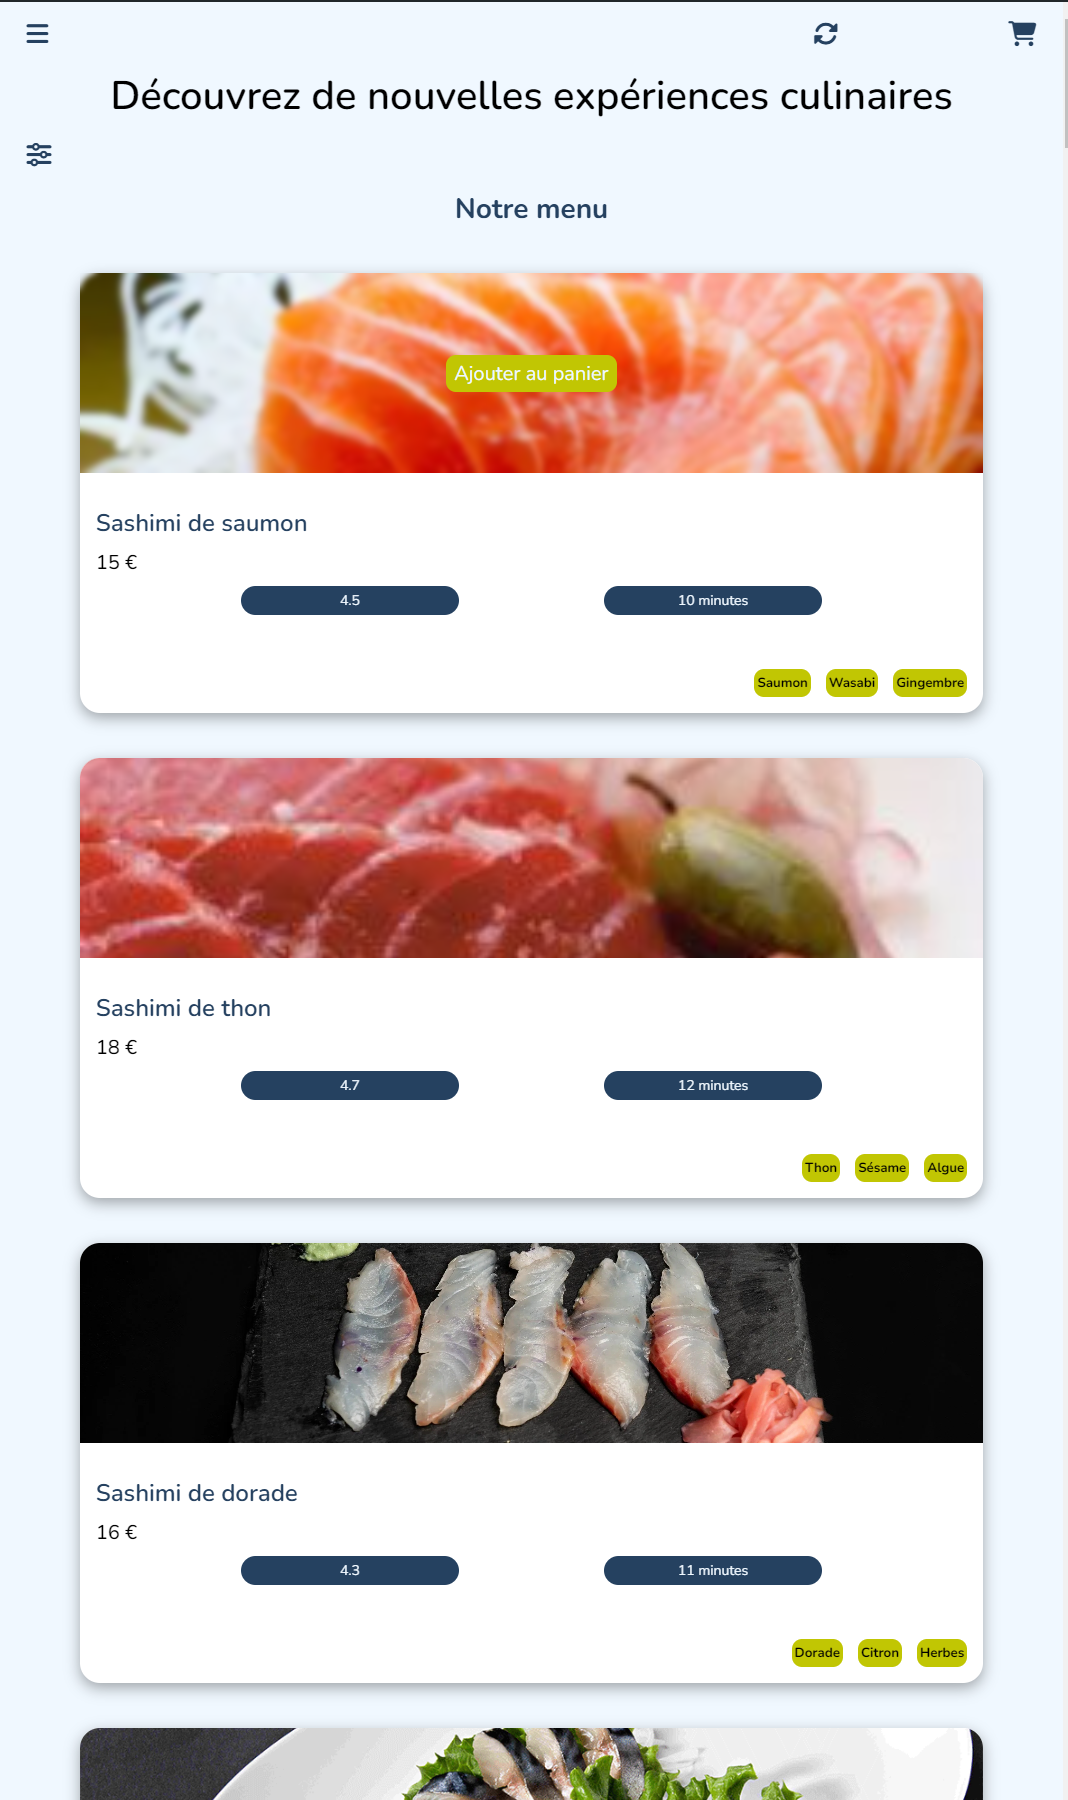 Découvrez de nouvelles expériences culinaires
Notre menu
Ajouter au panier
Sashimi de saumon
15 €
4.5 10 minutes
Saumon Wasabi Gingembre
Sashimi de thon
18 €
4.7 12 minutes
Thon Sésame Algue
Sashimi de dorade
16 €
4.3 11 minutes
Dorade Citron Herbes